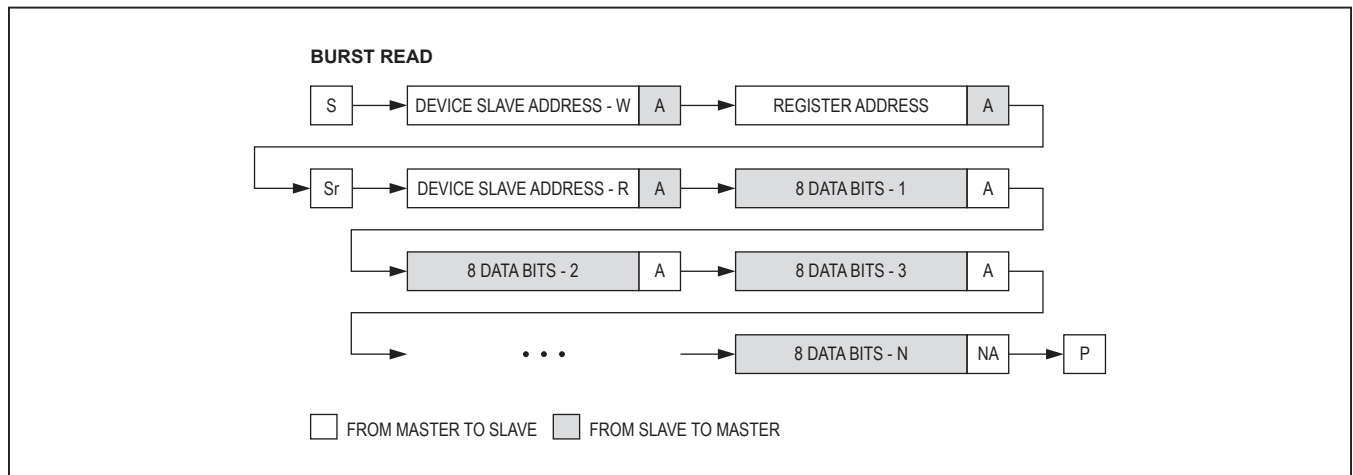 BURST READ
S DEVICE SLAVE ADDRESS - W A REGISTER ADDRESS A
Sr DEVICE SLAVE ADDRESS - R A 8 DATA BITS - 1 A
8 DATA BITS - 2 A 8 DATA BITS - 3 A
• • • 8 DATA BITS - N NA P
FROM MASTER TO SLAVE FROM SLAVE TO MASTER